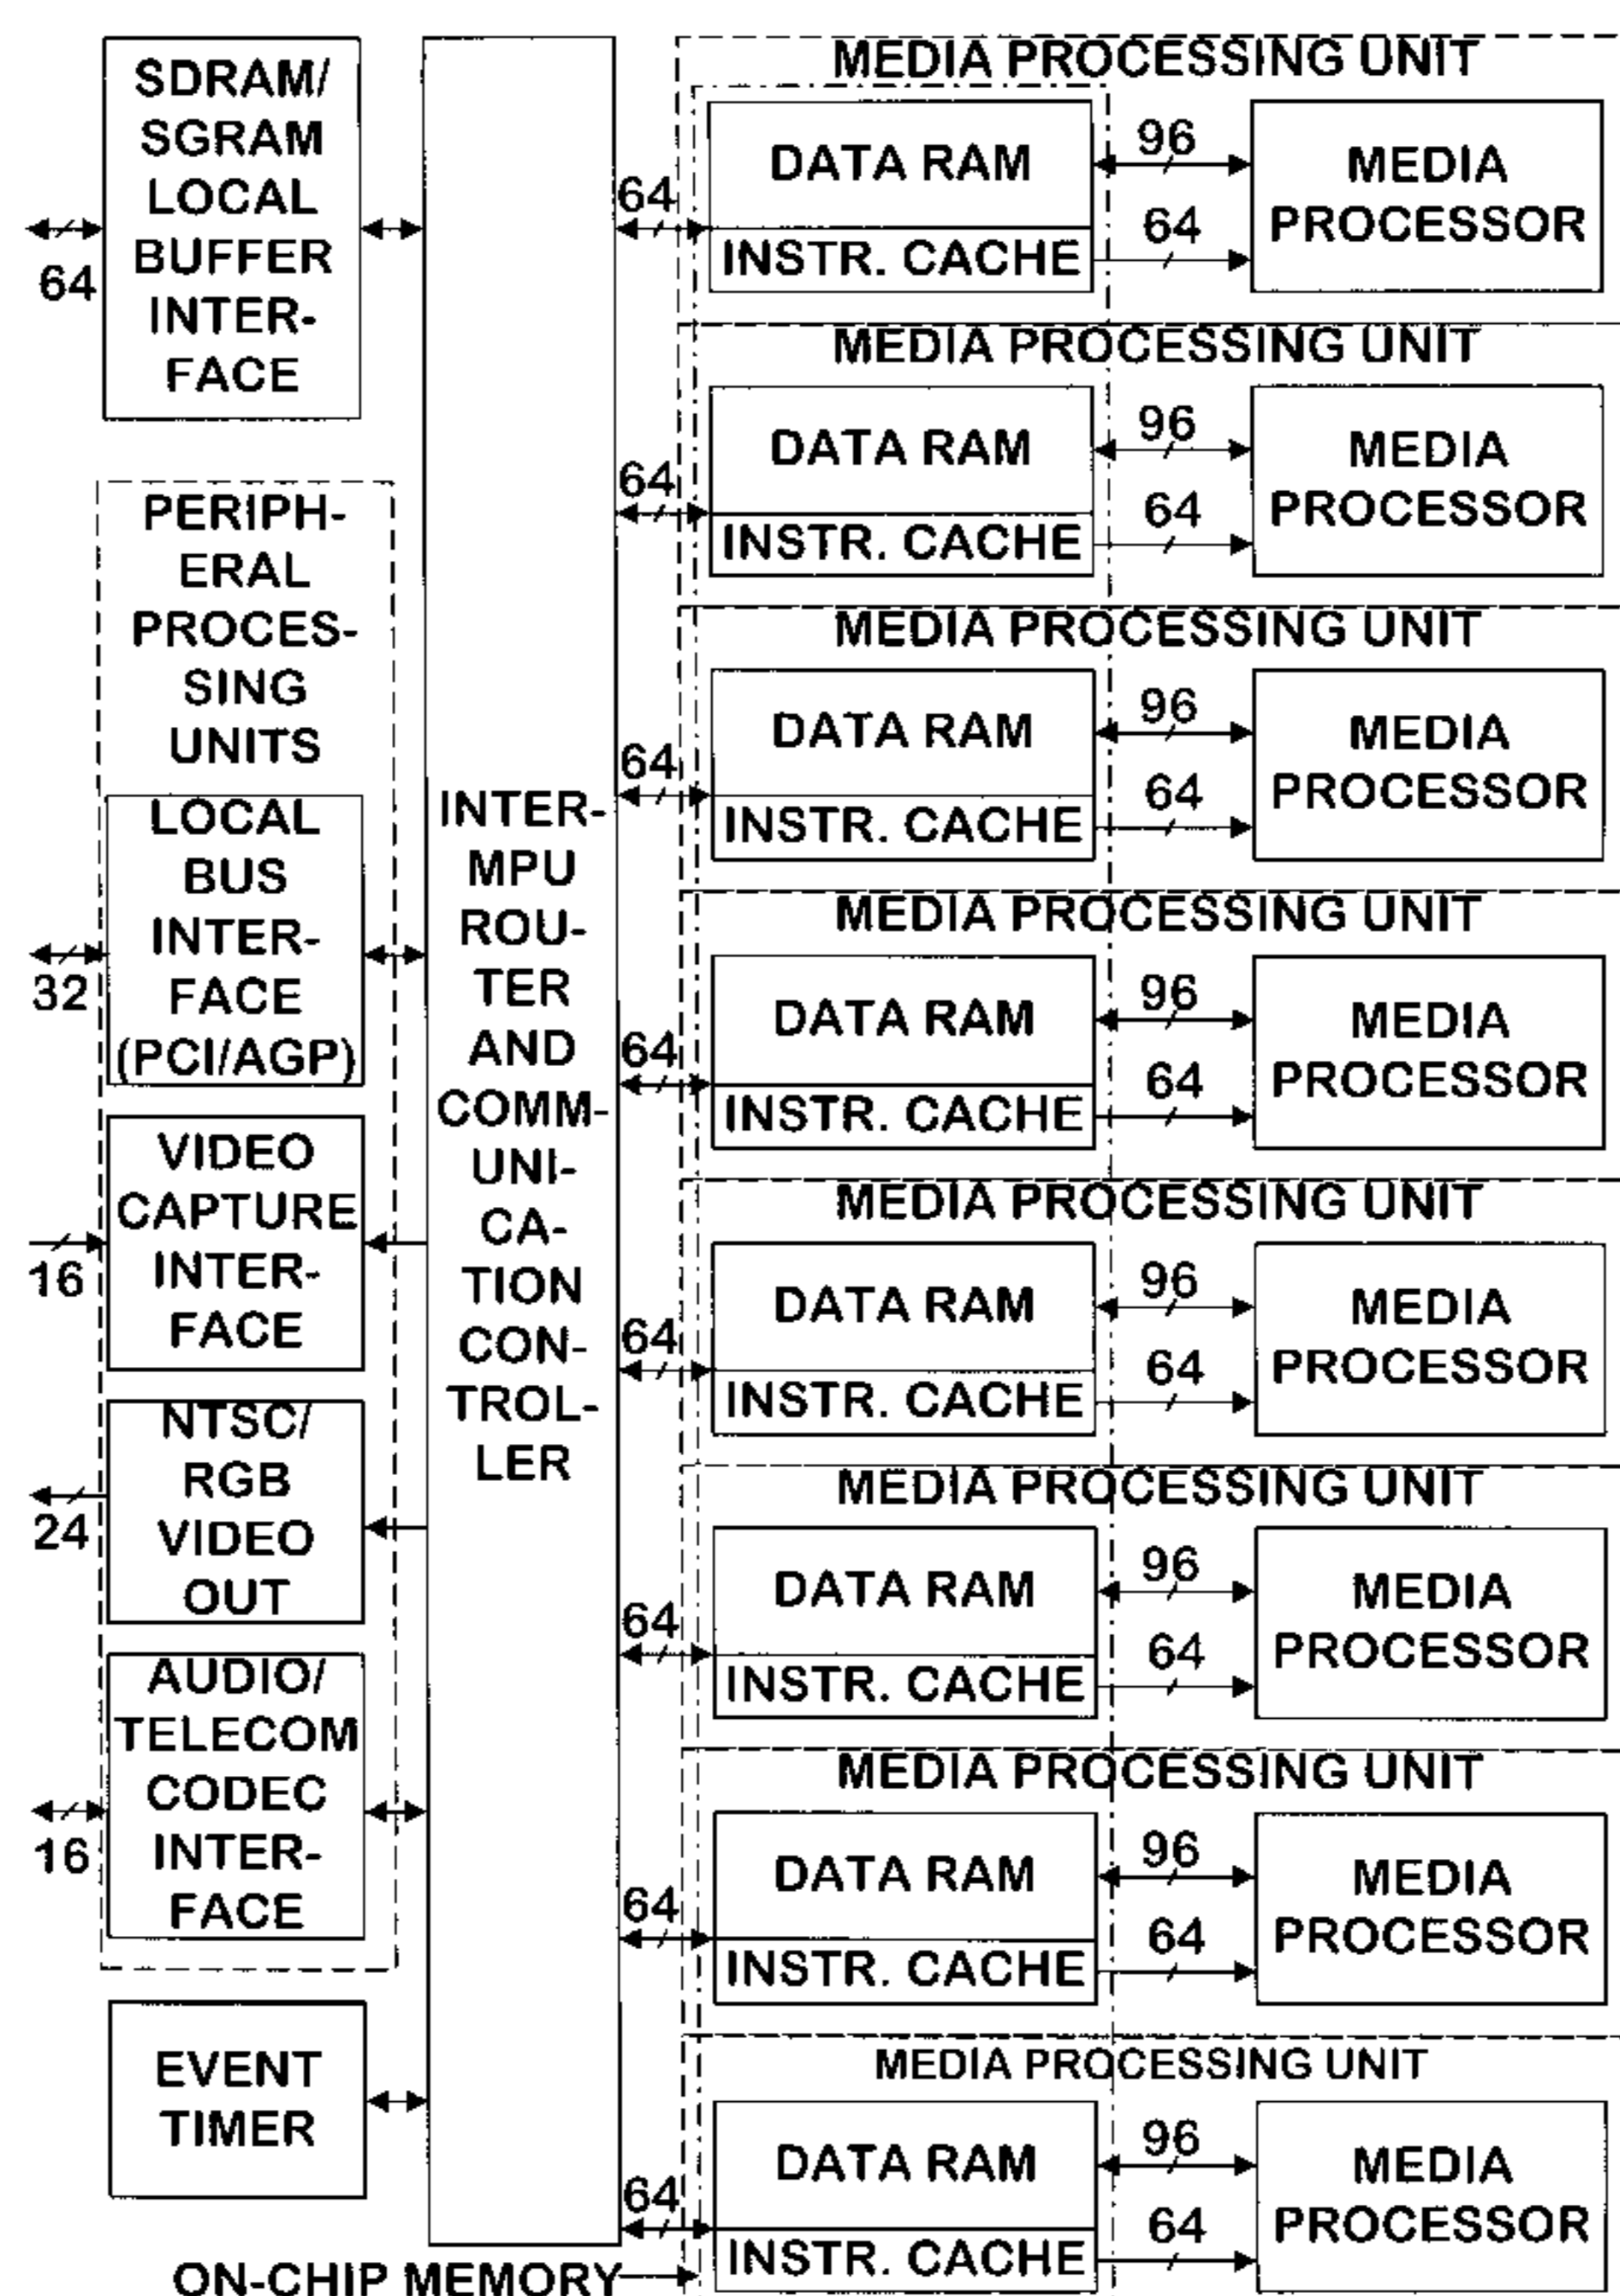 SDRAM/
SGRAM
LOCAL
BUFFER
INTER-
FACE
64
PERIPH-
ERAL
PROCES-
SING
UNITS
LOCAL
BUS
INTER-
FACE
(PCI/AGP)
32
VIDEO
CAPTURE
INTER-
FACE
16
NTSC/
RGB
VIDEO
OUT
24
AUDIO/
TELECOM
CODEC
INTER-
FACE
16
EVENT
TIMER
INTER-
MPU
ROU-
TER
AND
COMM-
UNI-
CA-
TION
CON-
TROL-
LER
MEDIA PROCESSING UNIT
64
DATA RAM
INSTR. CACHE
96
64
MEDIA
PROCESSOR
MEDIA PROCESSING UNIT
64
DATA RAM
INSTR. CACHE
96
64
MEDIA
PROCESSOR
MEDIA PROCESSING UNIT
64
DATA RAM
INSTR. CACHE
96
64
MEDIA
PROCESSOR
MEDIA PROCESSING UNIT
64
DATA RAM
INSTR. CACHE
96
64
MEDIA
PROCESSOR
MEDIA PROCESSING UNIT
64
DATA RAM
INSTR. CACHE
96
64
MEDIA
PROCESSOR
MEDIA PROCESSING UNIT
64
DATA RAM
INSTR. CACHE
96
64
MEDIA
PROCESSOR
MEDIA PROCESSING UNIT
64
DATA RAM
INSTR. CACHE
96
64
MEDIA
PROCESSOR
MEDIA PROCESSING UNIT
64
DATA RAM
INSTR. CACHE
96
64
MEDIA
PROCESSOR
ON-CHIP MEMORY